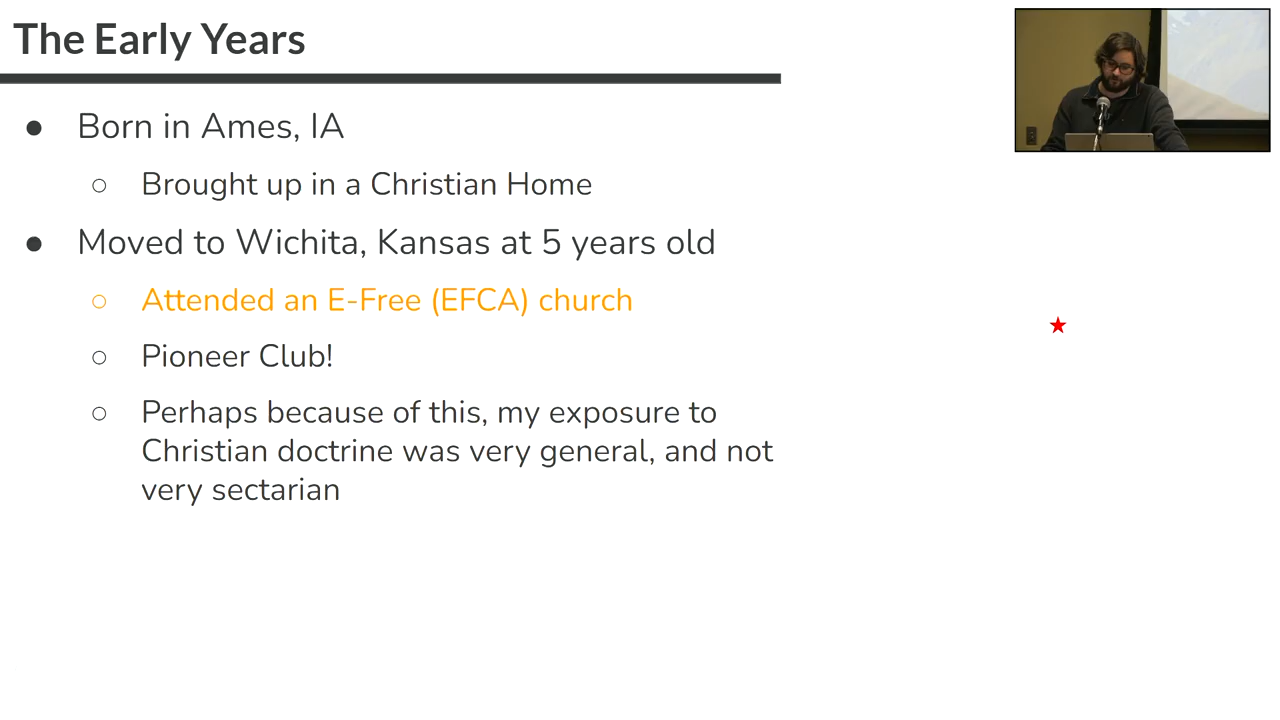 The Early Years
● Born in Ames, IA
○ Brought up in a Christian Home
● Moved to Wichita, Kansas at 5 years old
○ Attended an E-Free (EFCA) church
○ Pioneer Club!
○ Perhaps because of this, my exposure to
Christian doctrine was very general, and not
very sectarian